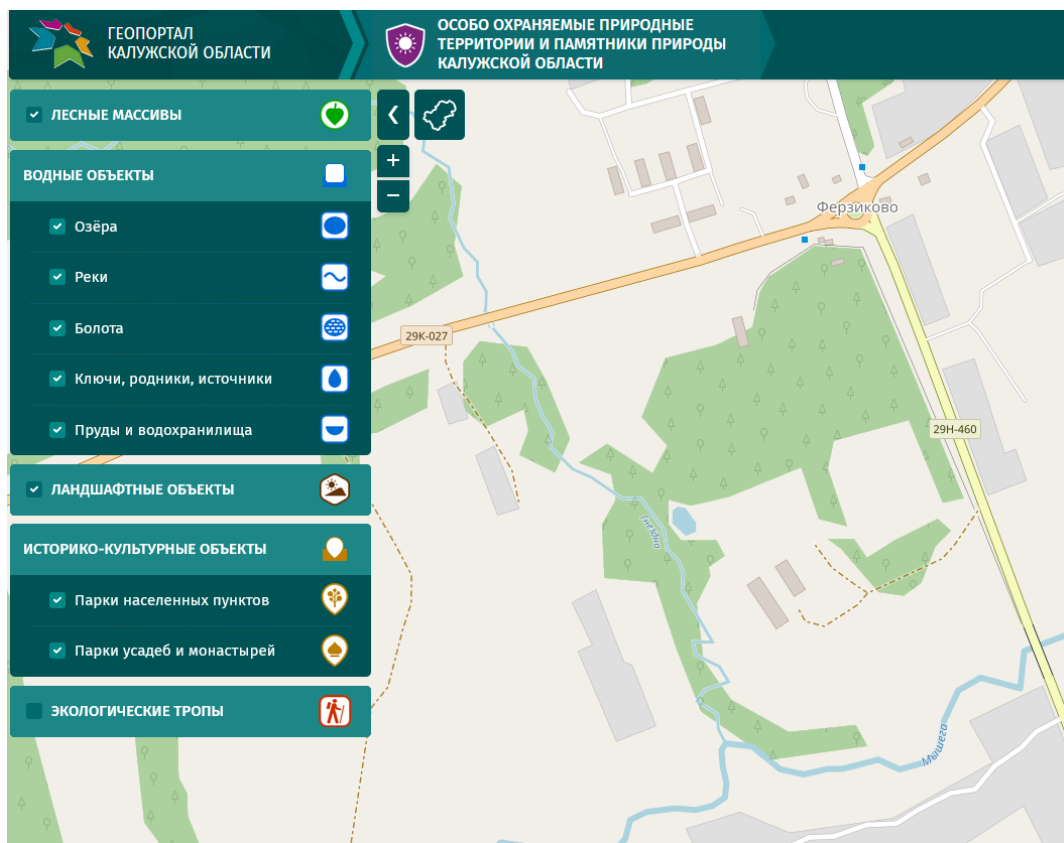 ГЕОПОРТАЛ
КАЛУЖСКОЙ ОБЛАСТИ
ОСОБО ОХРАНЯЕМЫЕ ПРИРОДНЫЕ
ТЕРРИТОРИИ И ПАМЯТНИКИ ПРИРОДЫ
КАЛУЖСКОЙ ОБЛАСТИ
ЛЕСНЫЕ МАССИВЫ
ВОДНЫЕ ОБЪЕКТЫ
Озёра
Реки
Болота
Ключи, родники, источники
Пруды и водохранилища
ЛАНДШАФТНЫЕ ОБЪЕКТЫ
ИСТОРИКО-КУЛЬТУРНЫЕ ОБЪЕКТЫ
Парки населенных пунктов
Парки усадеб и монастырей
ЭКОЛОГИЧЕСКИЕ ТРОПЫ
+
−
Ферзиково
29К-027
29Н-460
Гнездна
Мышега